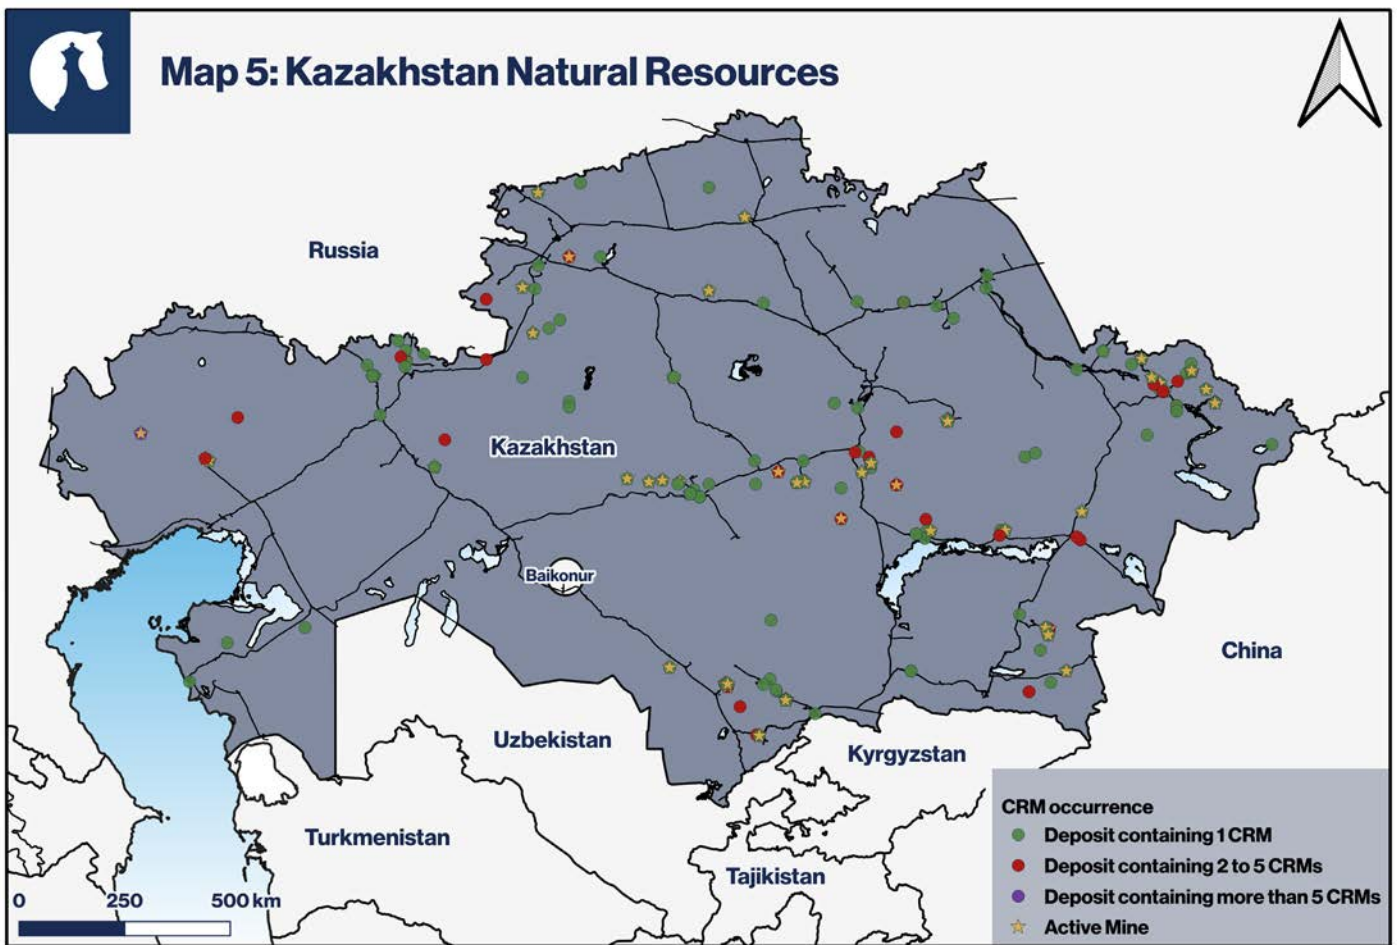 Map 5: Kazakhstan Natural Resources
Russia
Kazakhstan
Baikonur
China
Uzbekistan
Kyrgyzstan
Turkmenistan
Tajikistan
CRM occurrence
Deposit containing 1 CRM
Deposit containing 2 to 5 CRMs
Deposit containing more than 5 CRMs
Active Mine
0 250 500 km